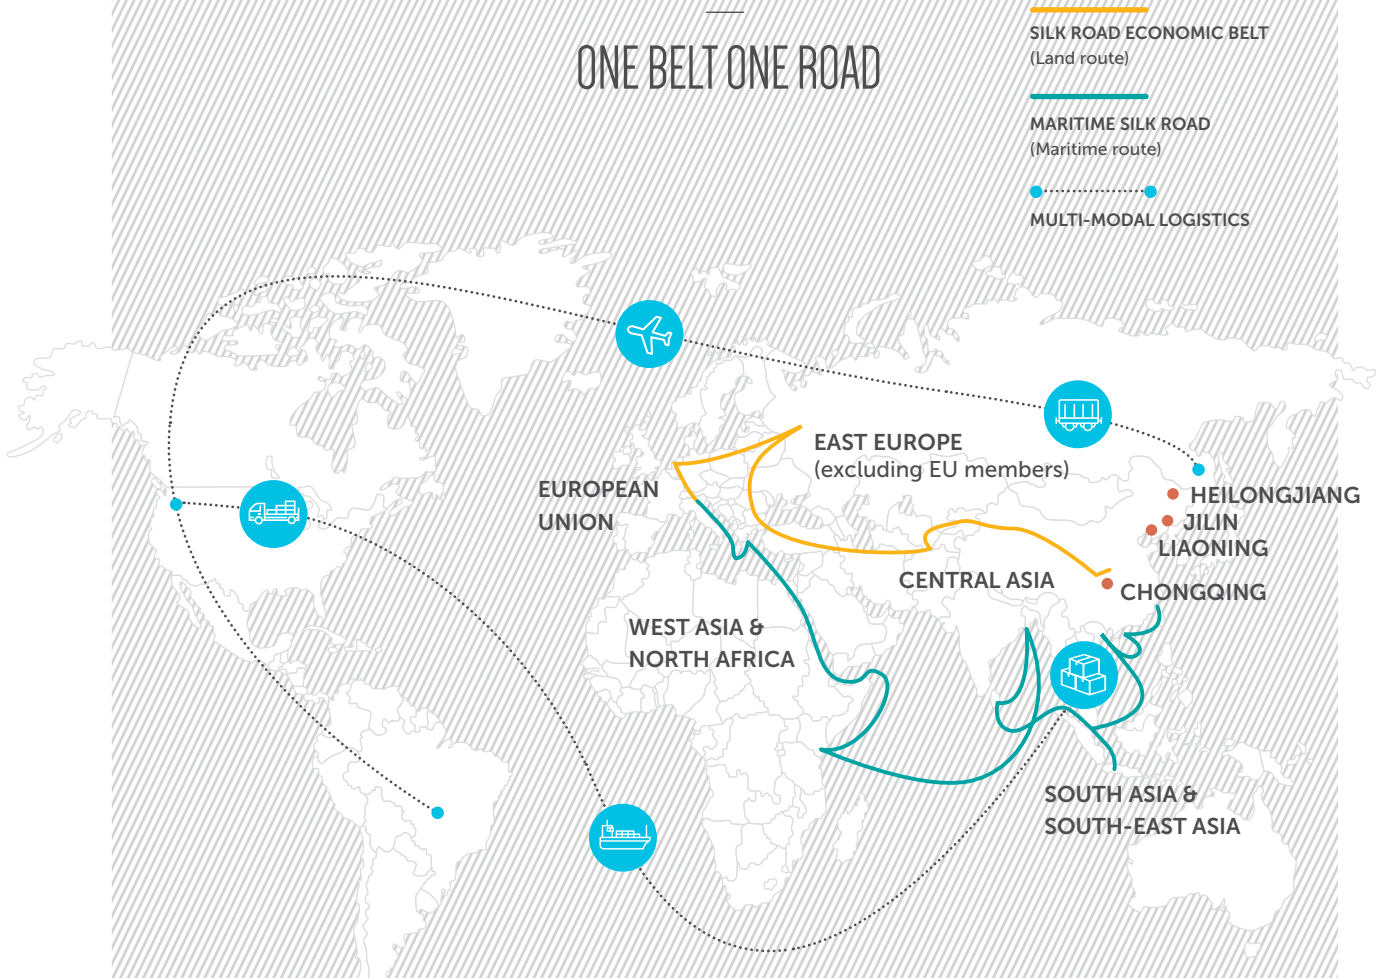 ONE BELT ONE ROAD
SILK ROAD ECONOMIC BELT
(Land route)
MARITIME SILK ROAD
(Maritime route)
MULTI-MODAL LOGISTICS
EAST EUROPE
(excluding EU members)
EUROPEAN
UNION
HEILONGJIANG
JILIN
LIAONING
CENTRAL ASIA
CHONGQING
WEST ASIA &
NORTH AFRICA
SOUTH ASIA &
SOUTH-EAST ASIA